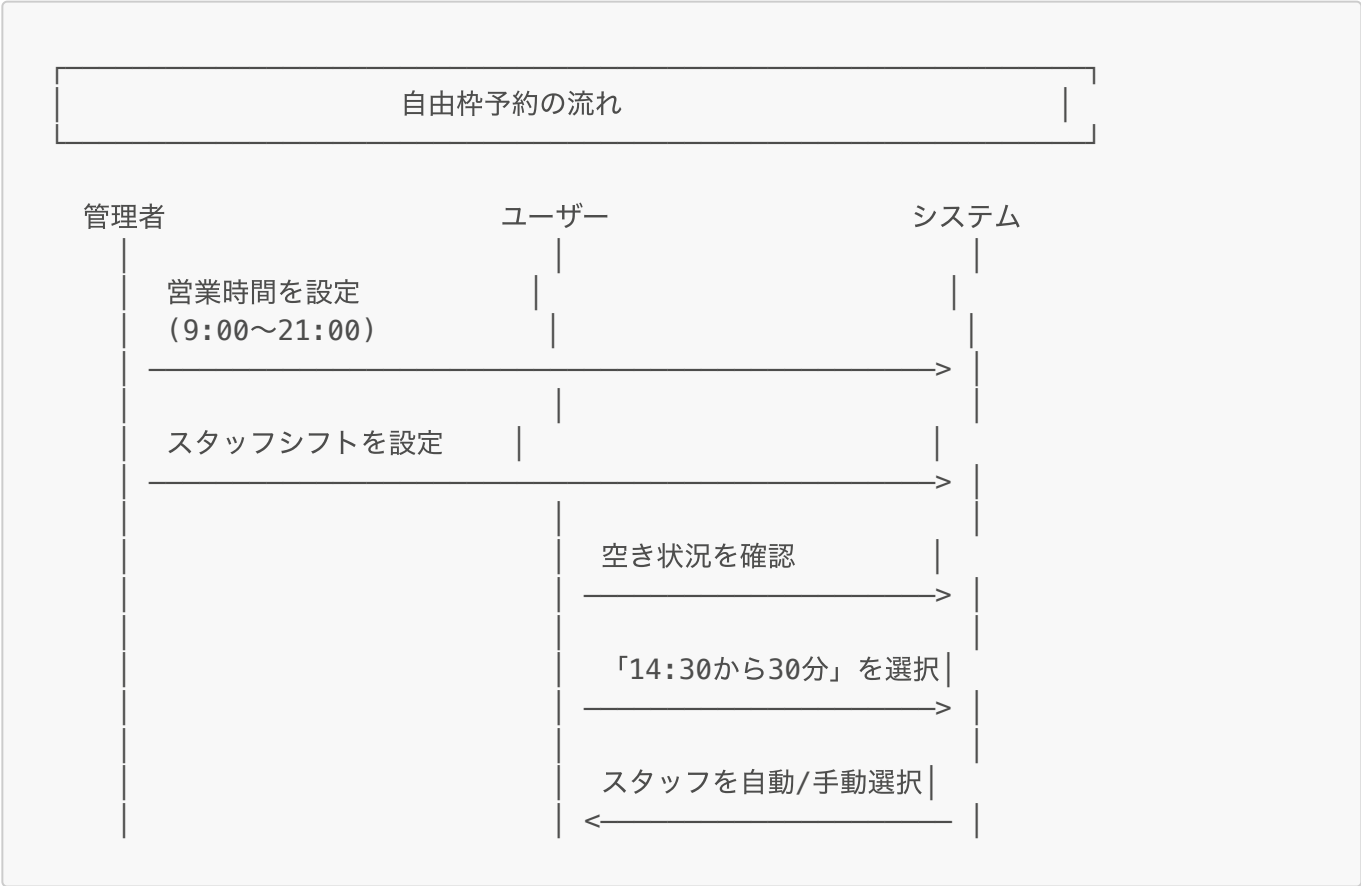 自由枠予約の流れ
管理者 ユーザー システム
営業時間を設定
(9:00〜21:00)
スタッフシフトを設定
空き状況を確認
「14:30から30分」を選択
スタッフを自動/手動選択